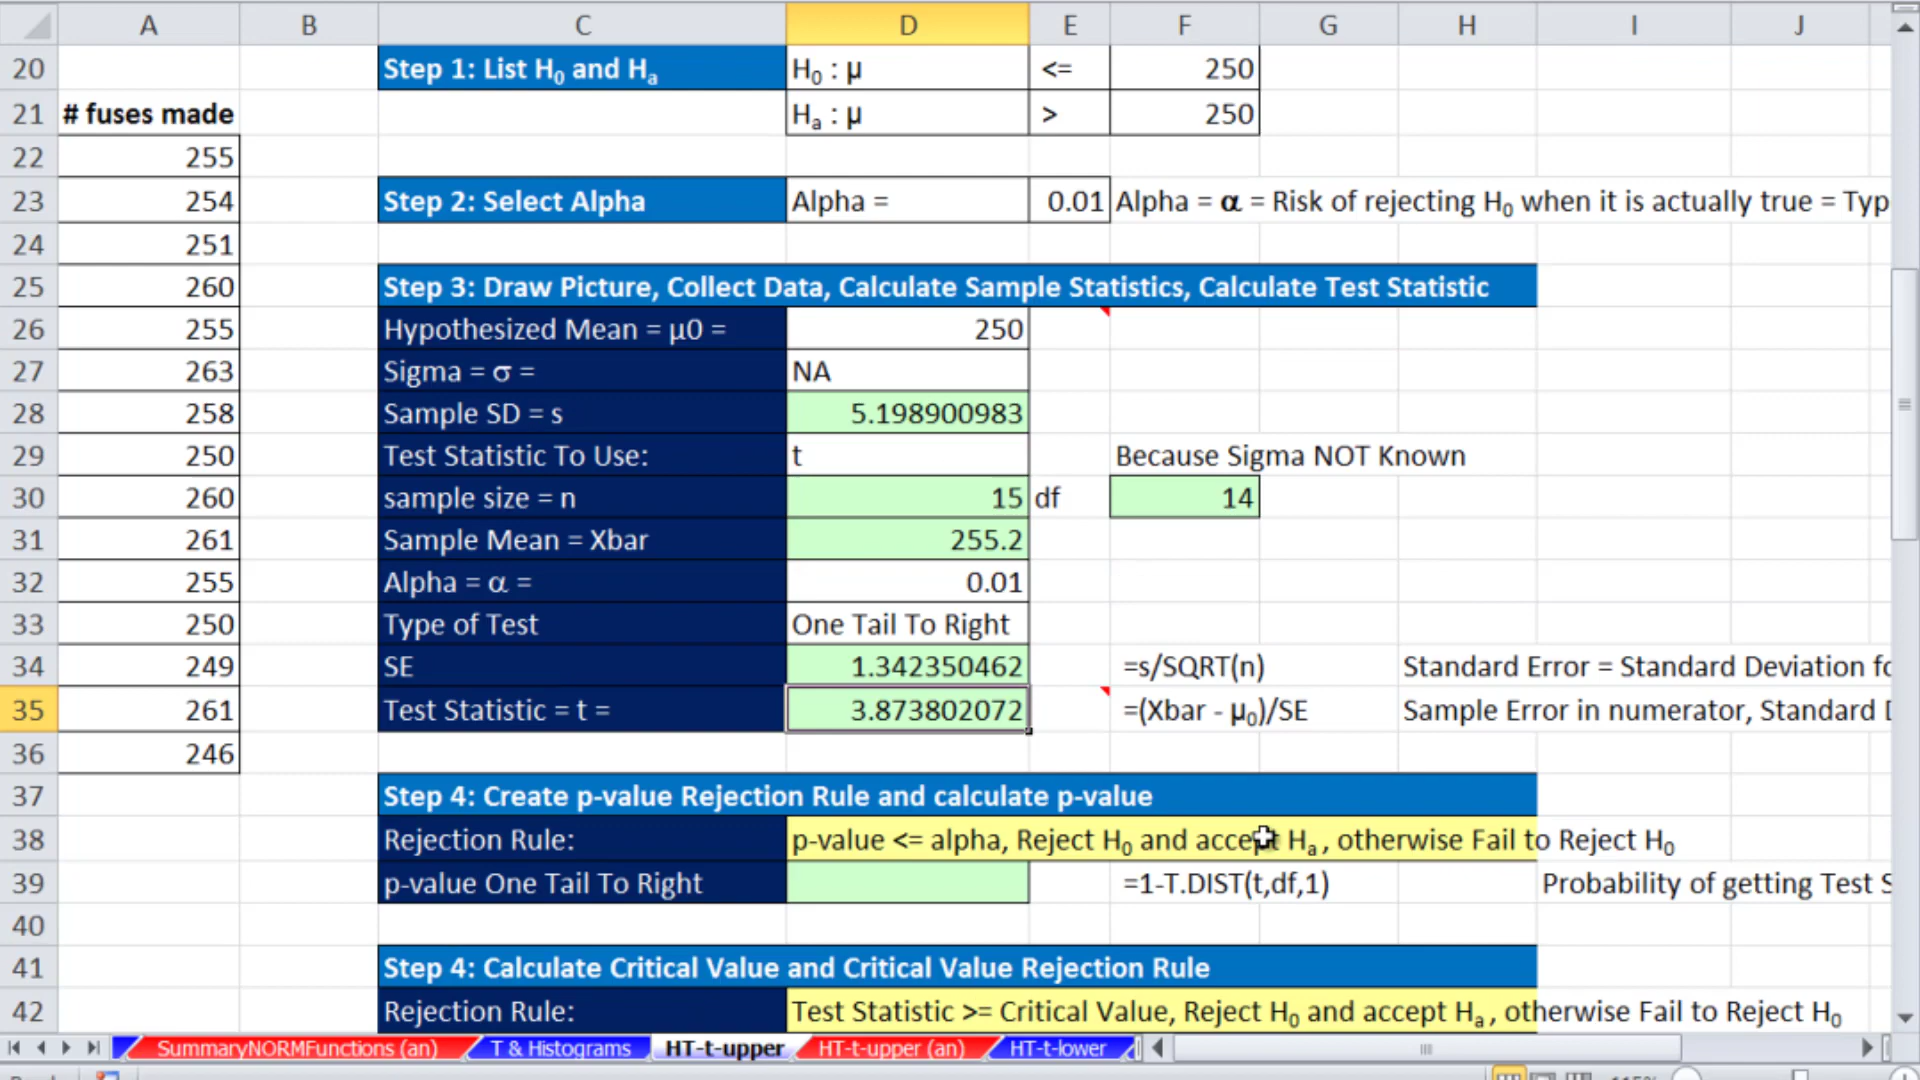 A B C D E F G H I J
20 Step 1: List H₀ and Hₐ H₀ : μ <= 250
21 # fuses made Hₐ : μ > 250
22 255
23 254 Step 2: Select Alpha Alpha = 0.01 Alpha = α = Risk of rejecting H₀ when it is actually true = Typ
24 251
25 260 Step 3: Draw Picture, Collect Data, Calculate Sample Statistics, Calculate Test Statistic
26 255 Hypothesized Mean = μ0 = 250
27 263 Sigma = σ = NA
28 258 Sample SD = s 5.198900983
29 250 Test Statistic To Use: t Because Sigma NOT Known
30 260 sample size = n 15 df 14
31 261 Sample Mean = Xbar 255.2
32 255 Alpha = α = 0.01
33 250 Type of Test One Tail To Right
34 249 SE 1.342350462 =s/SQRT(n) Standard Error = Standard Deviation fo
35 261 Test Statistic = t = 3.873802072 =(Xbar - μ₀)/SE Sample Error in numerator, Standard D
36 246
37 Step 4: Create p-value Rejection Rule and calculate p-value
38 Rejection Rule: p-value <= alpha, Reject H₀ and accept Hₐ , otherwise Fail to Reject H₀
39 p-value One Tail To Right =1-T.DIST(t,df,1) Probability of getting Test S
40
41 Step 4: Calculate Critical Value and Critical Value Rejection Rule
42 Rejection Rule: Test Statistic >= Critical Value, Reject H₀ and accept Hₐ , otherwise Fail to Reject H₀
SummaryNORMFunctions (an) T & Histograms HT-t-upper HT-t-upper (an) HT-t-lower